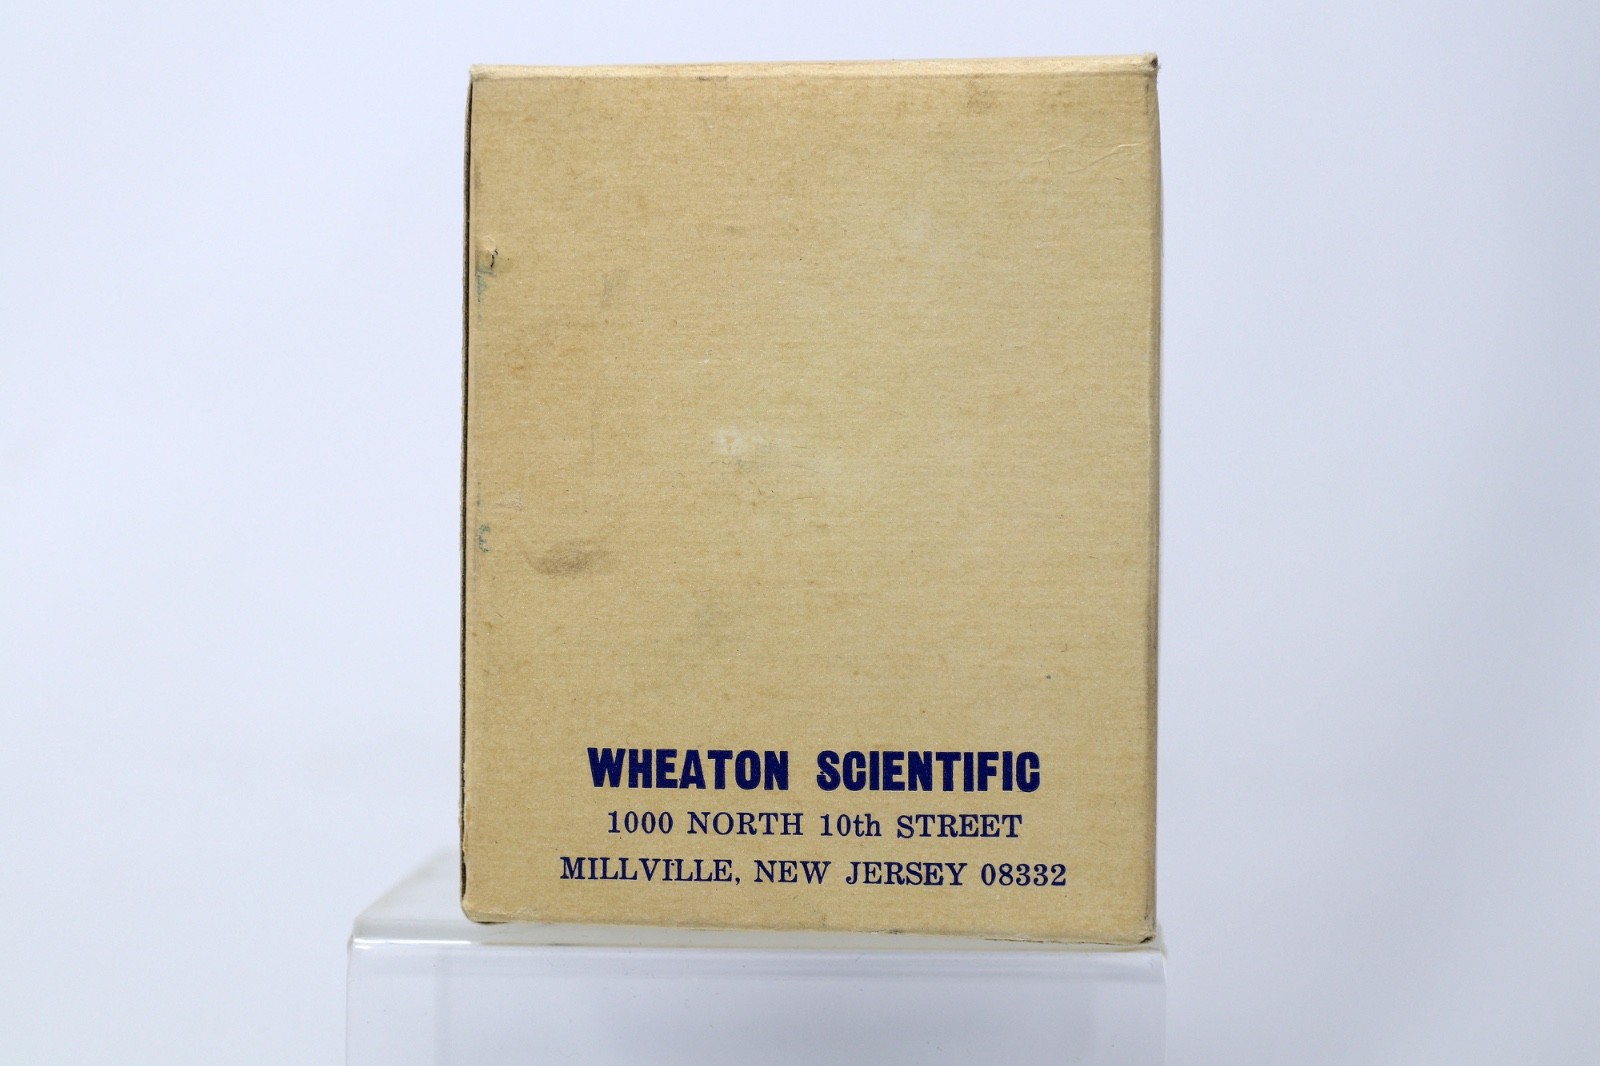 WHEATON SCIENTIFIC
1000 NORTH 10th STREET
MILLVILLE, NEW JERSEY 08332